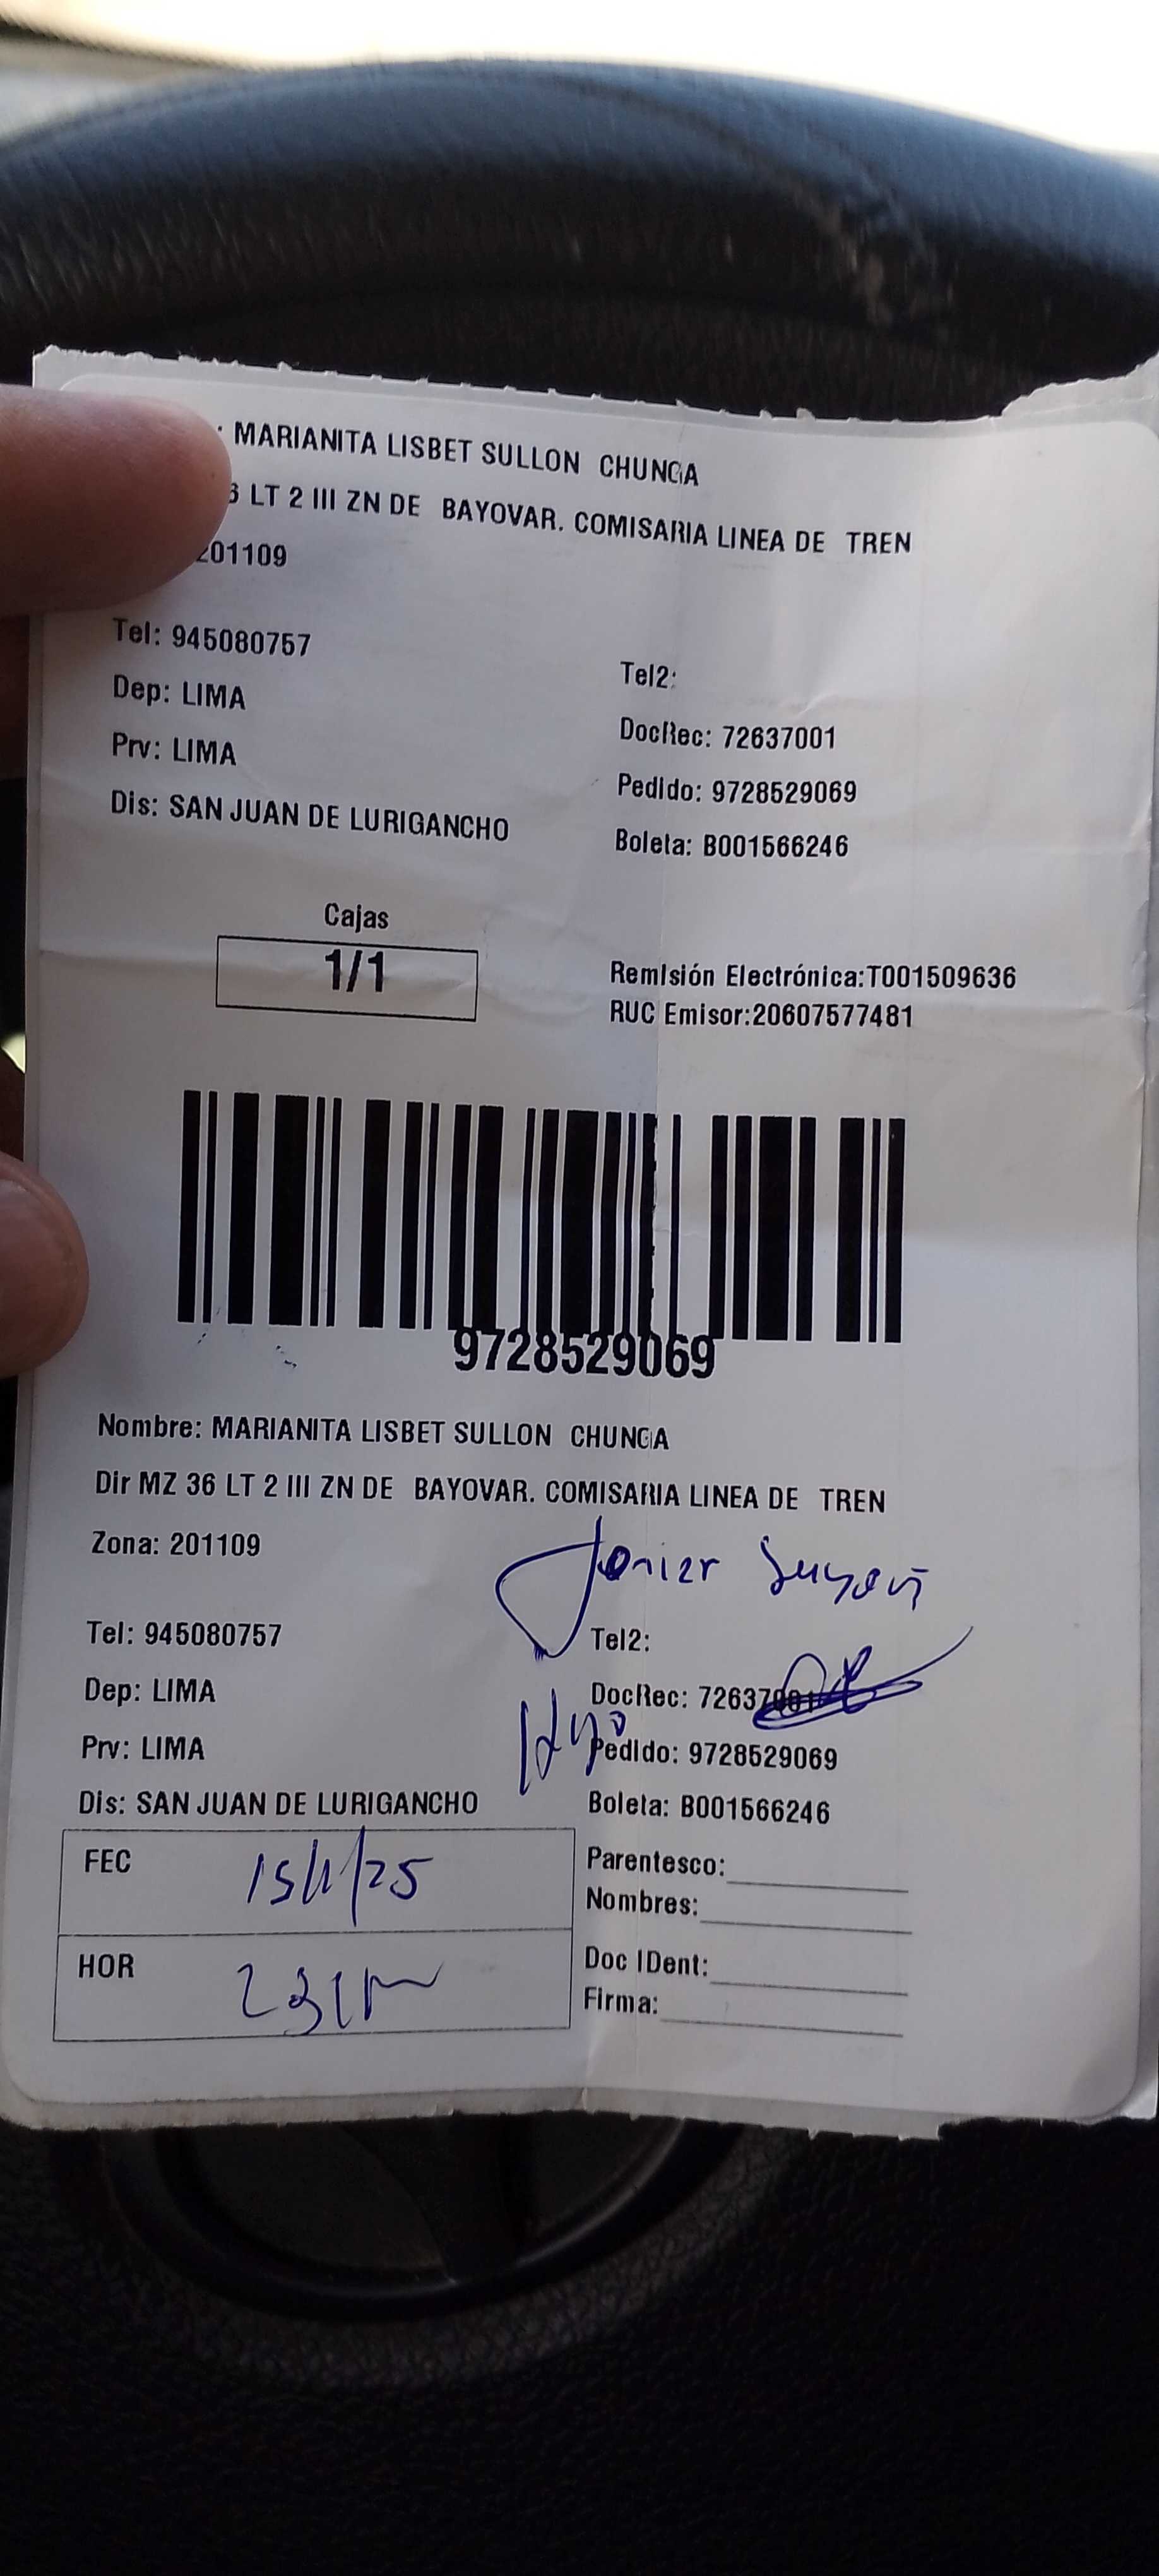 : MARIANITA LISBET SULLON CHUNGA
LT 2 III ZN DE BAYOVAR. COMISARIA LINEA DE TREN
201109
Tel: 945080757
Tel2:
Dep: LIMA
DocRec: 72637001
Prv: LIMA
Pedido: 9728529069
Dis: SAN JUAN DE LURIGANCHO
Boleta: B001566246
Cajas
1/1
Remisión Electrónica:T001509636
RUC Emisor:20607577481
9728529069
Nombre: MARIANITA LISBET SULLON CHUNGA
Dir MZ 36 LT 2 III ZN DE BAYOVAR. COMISARIA LINEA DE TREN
Zona: 201109
Tel: 945080757
Tel2:
Dep: LIMA
DocRec: 72637001
Prv: LIMA
Pedido: 9728529069
Dis: SAN JUAN DE LURIGANCHO
Boleta: B001566246
FEC 15/11/25
Parentesco:
Nombres:
HOR
Doc IDent:
Firma: